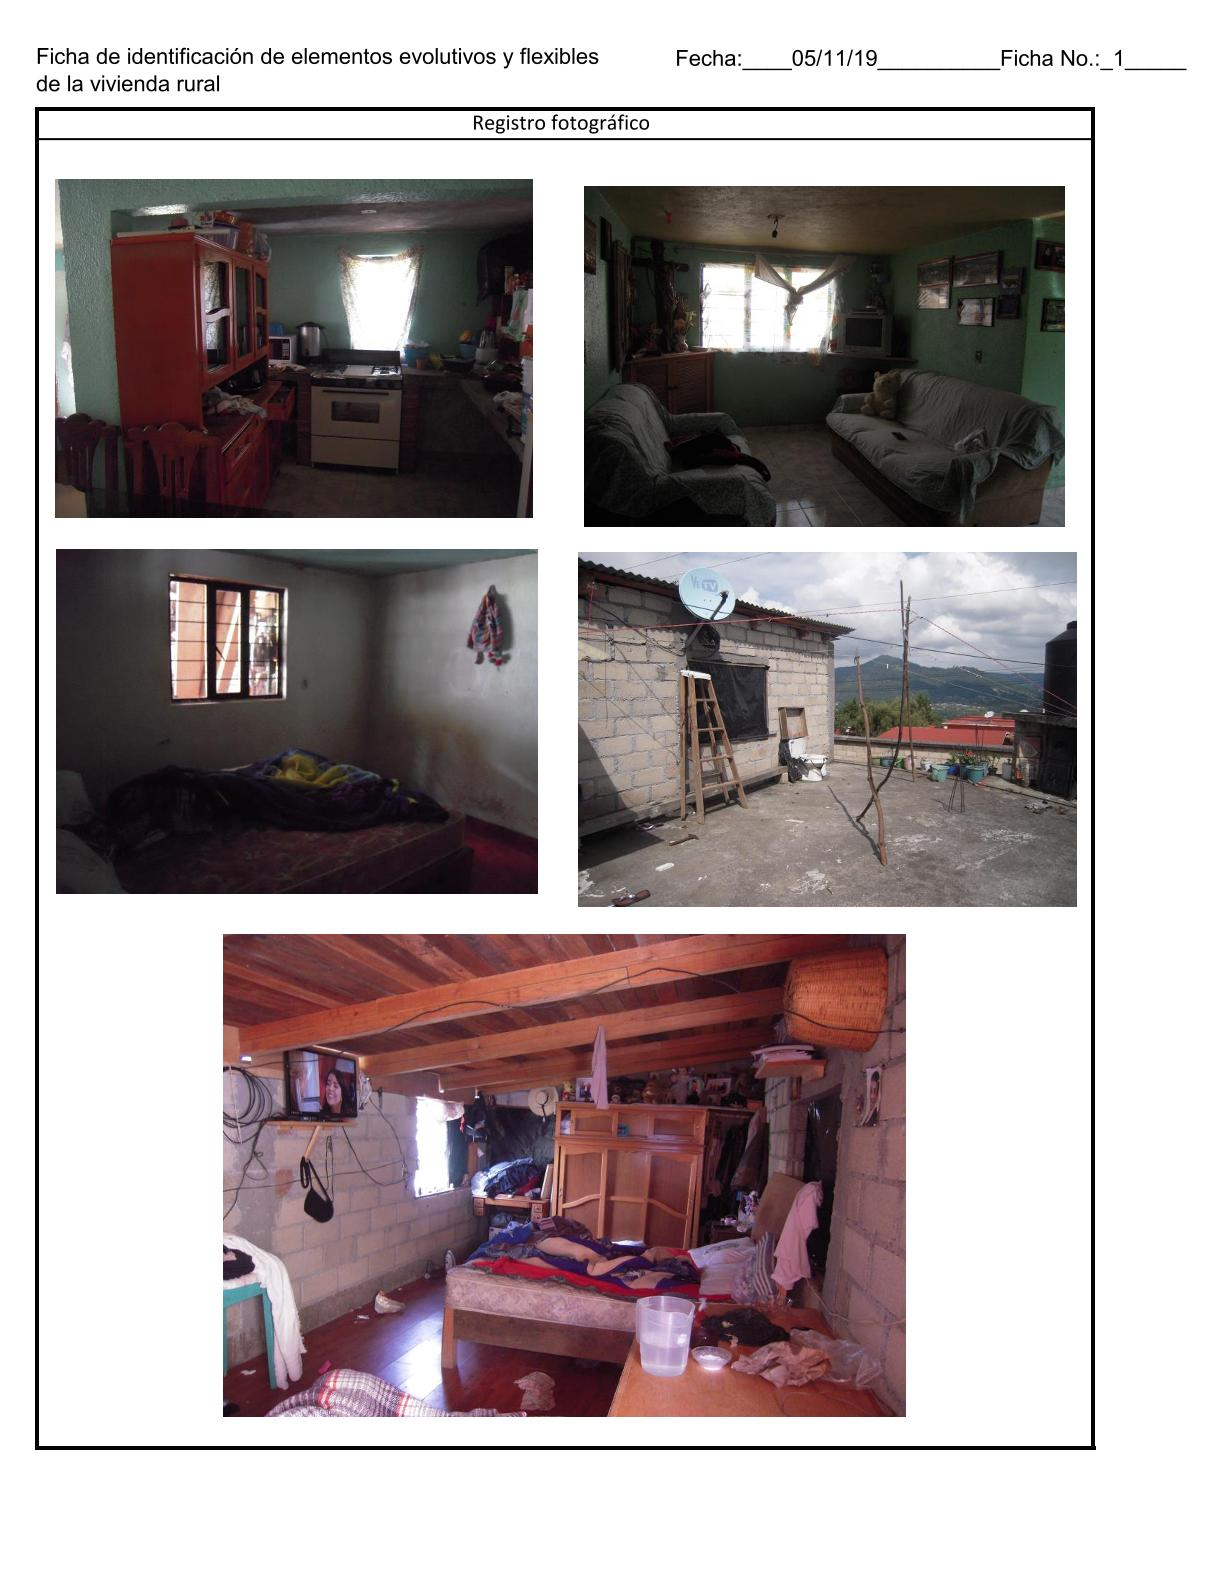 Ficha de identificación de elementos evolutivos y flexibles
de la vivienda rural
Fecha:____05/11/19__________Ficha No.:_1_____
Registro fotográfico
VeTV